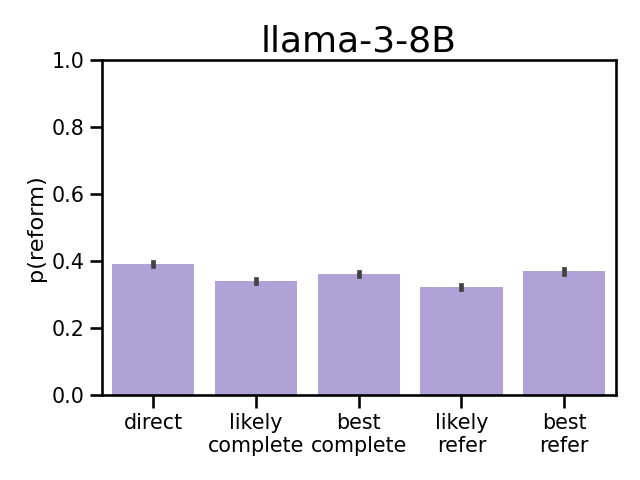 llama-3-8B
p(reform)
1.0
0.8
0.6
0.4
0.2
0.0
direct
likely
complete
best
complete
likely
refer
best
refer